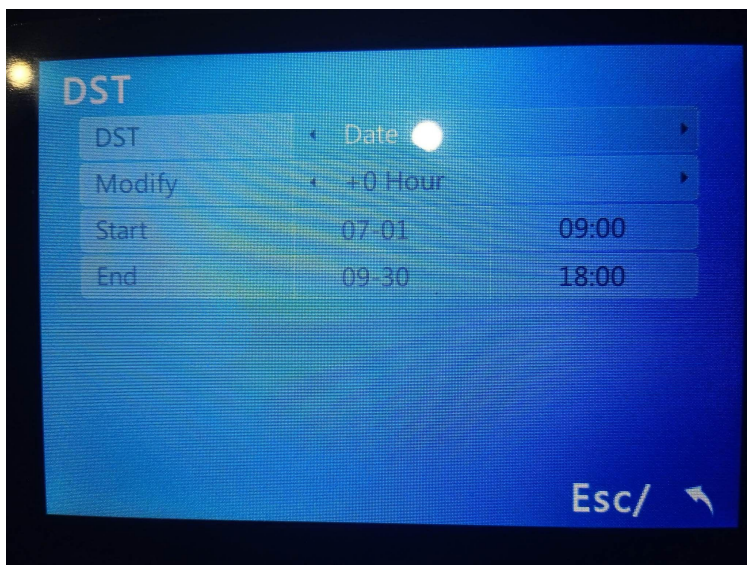 DST
DST Date
Modify +0 Hour
Start 07-01 09:00
End 09-30 18:00
Esc/